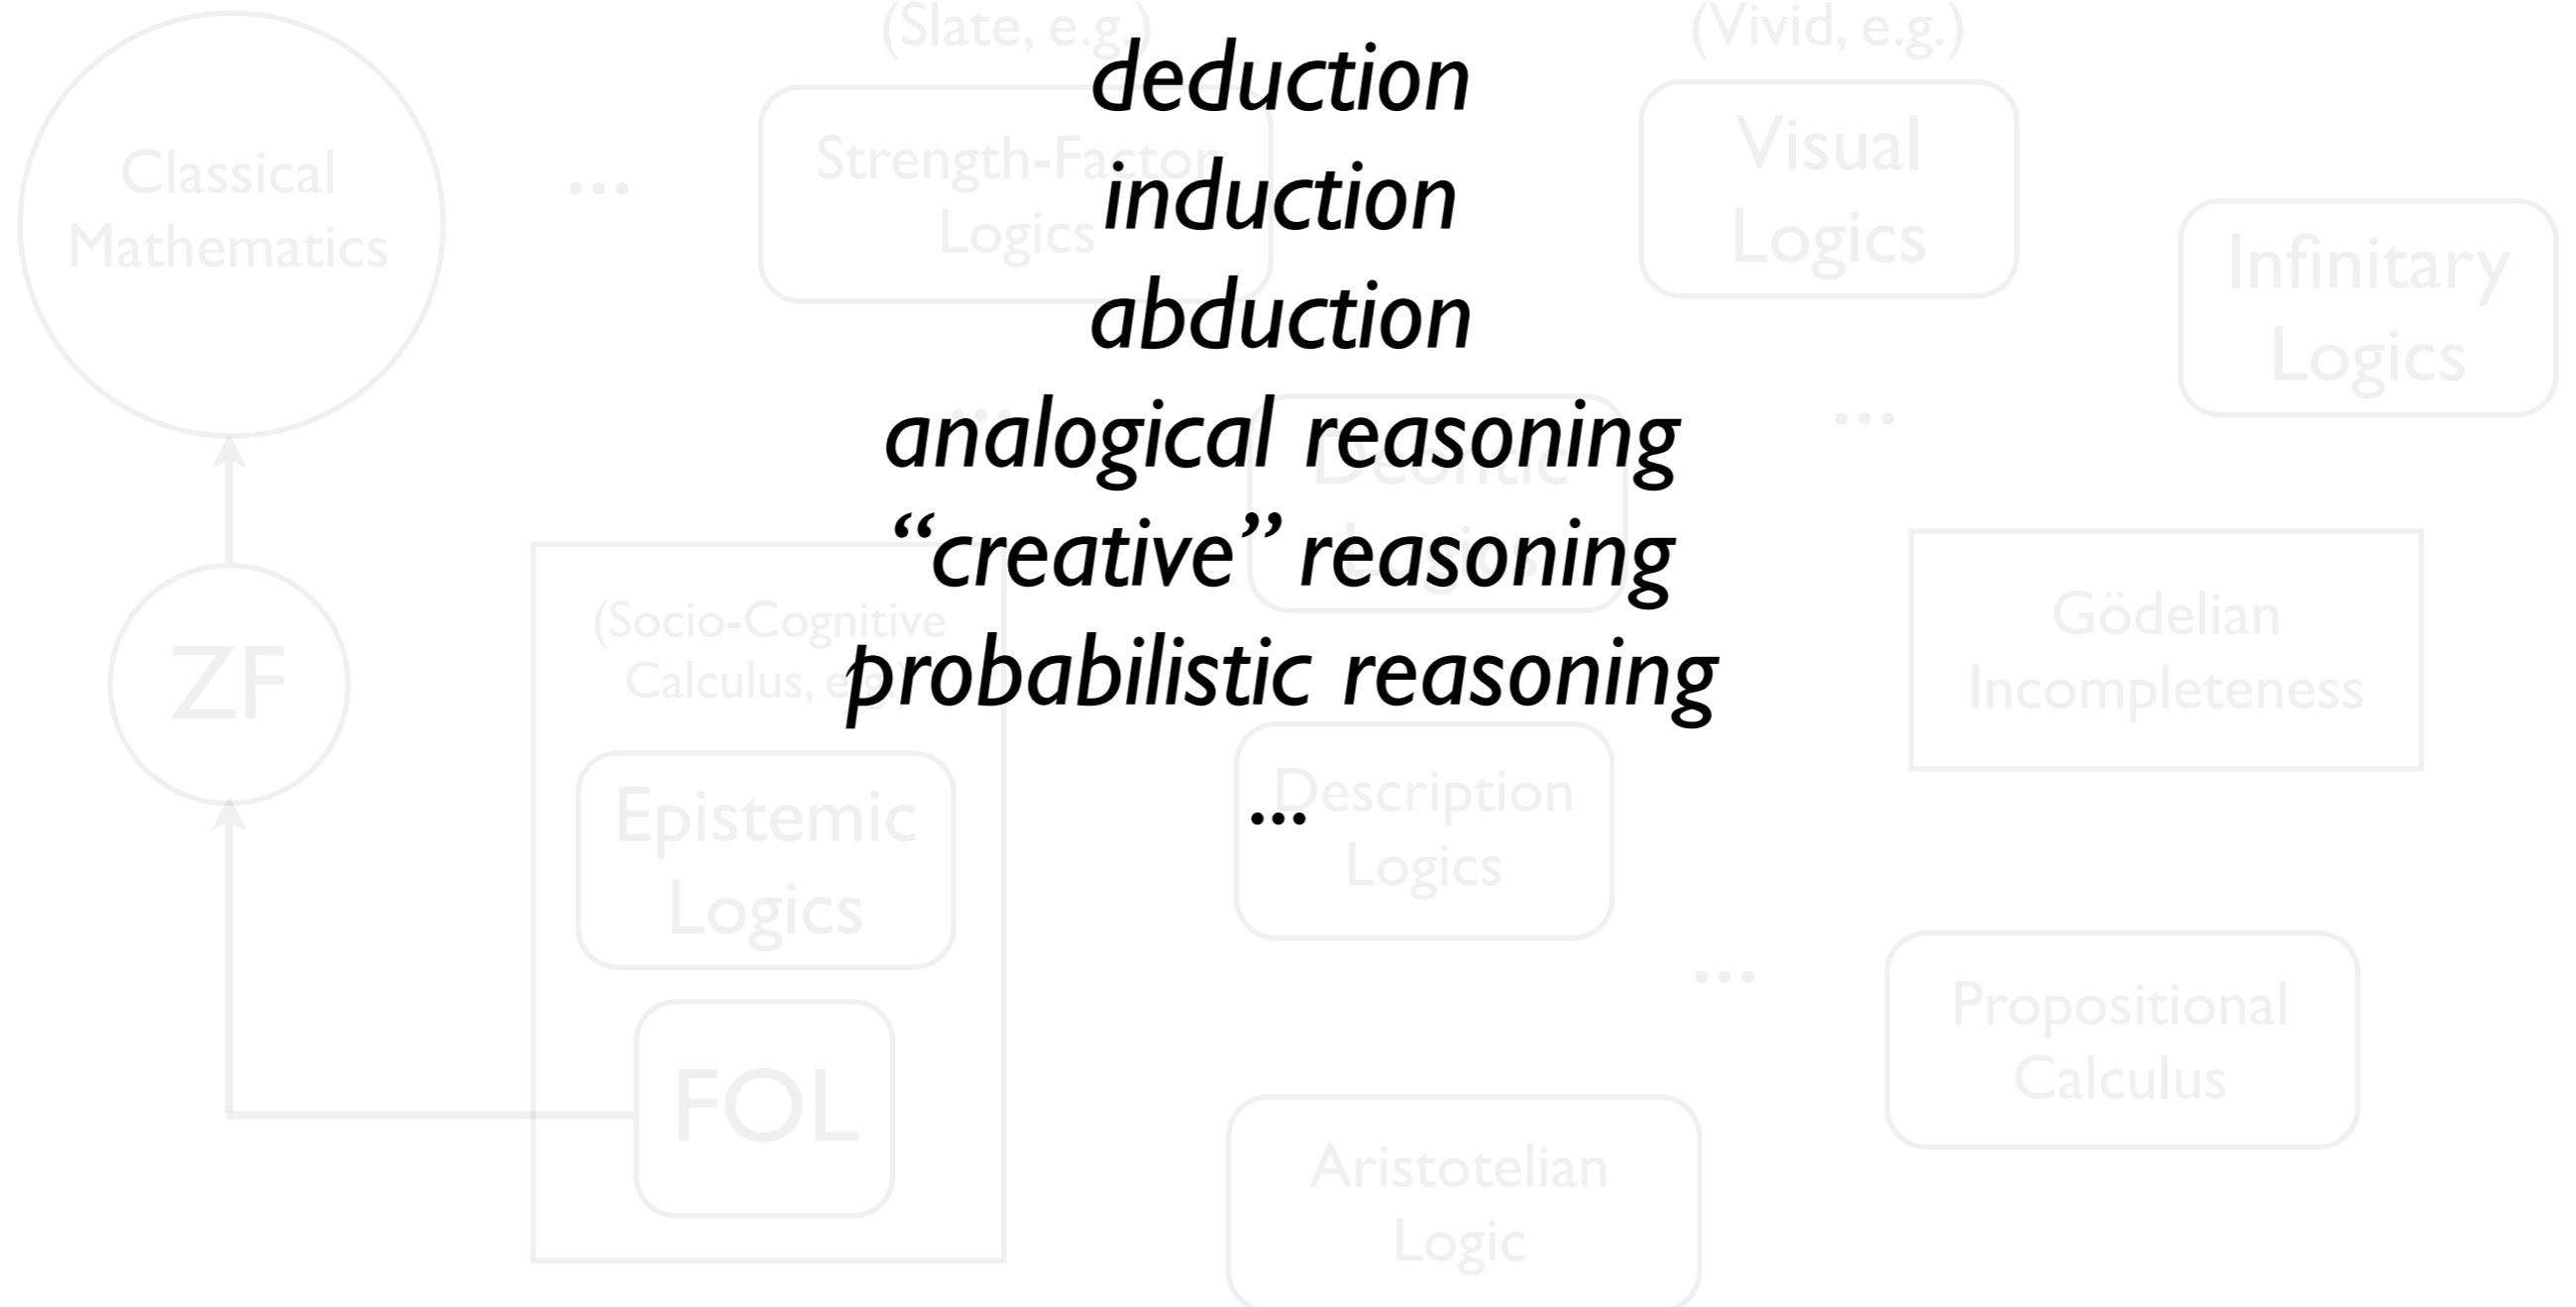 (Slate, e.g.)
(Vivid, e.g.)
deduction
induction
abduction
analogical reasoning
“creative” reasoning
probabilistic reasoning
...
Classical
Mathematics
...
Strength-Factor
Logics
Visual
Logics
Infinitary
Logics
...
...
Deontic
Logics
ZF
(Socio-Cognitive
Calculus, e.g.)
Gödelian
Incompleteness
Epistemic
Logics
Description
Logics
...
FOL
Propositional
Calculus
Aristotelian
Logic